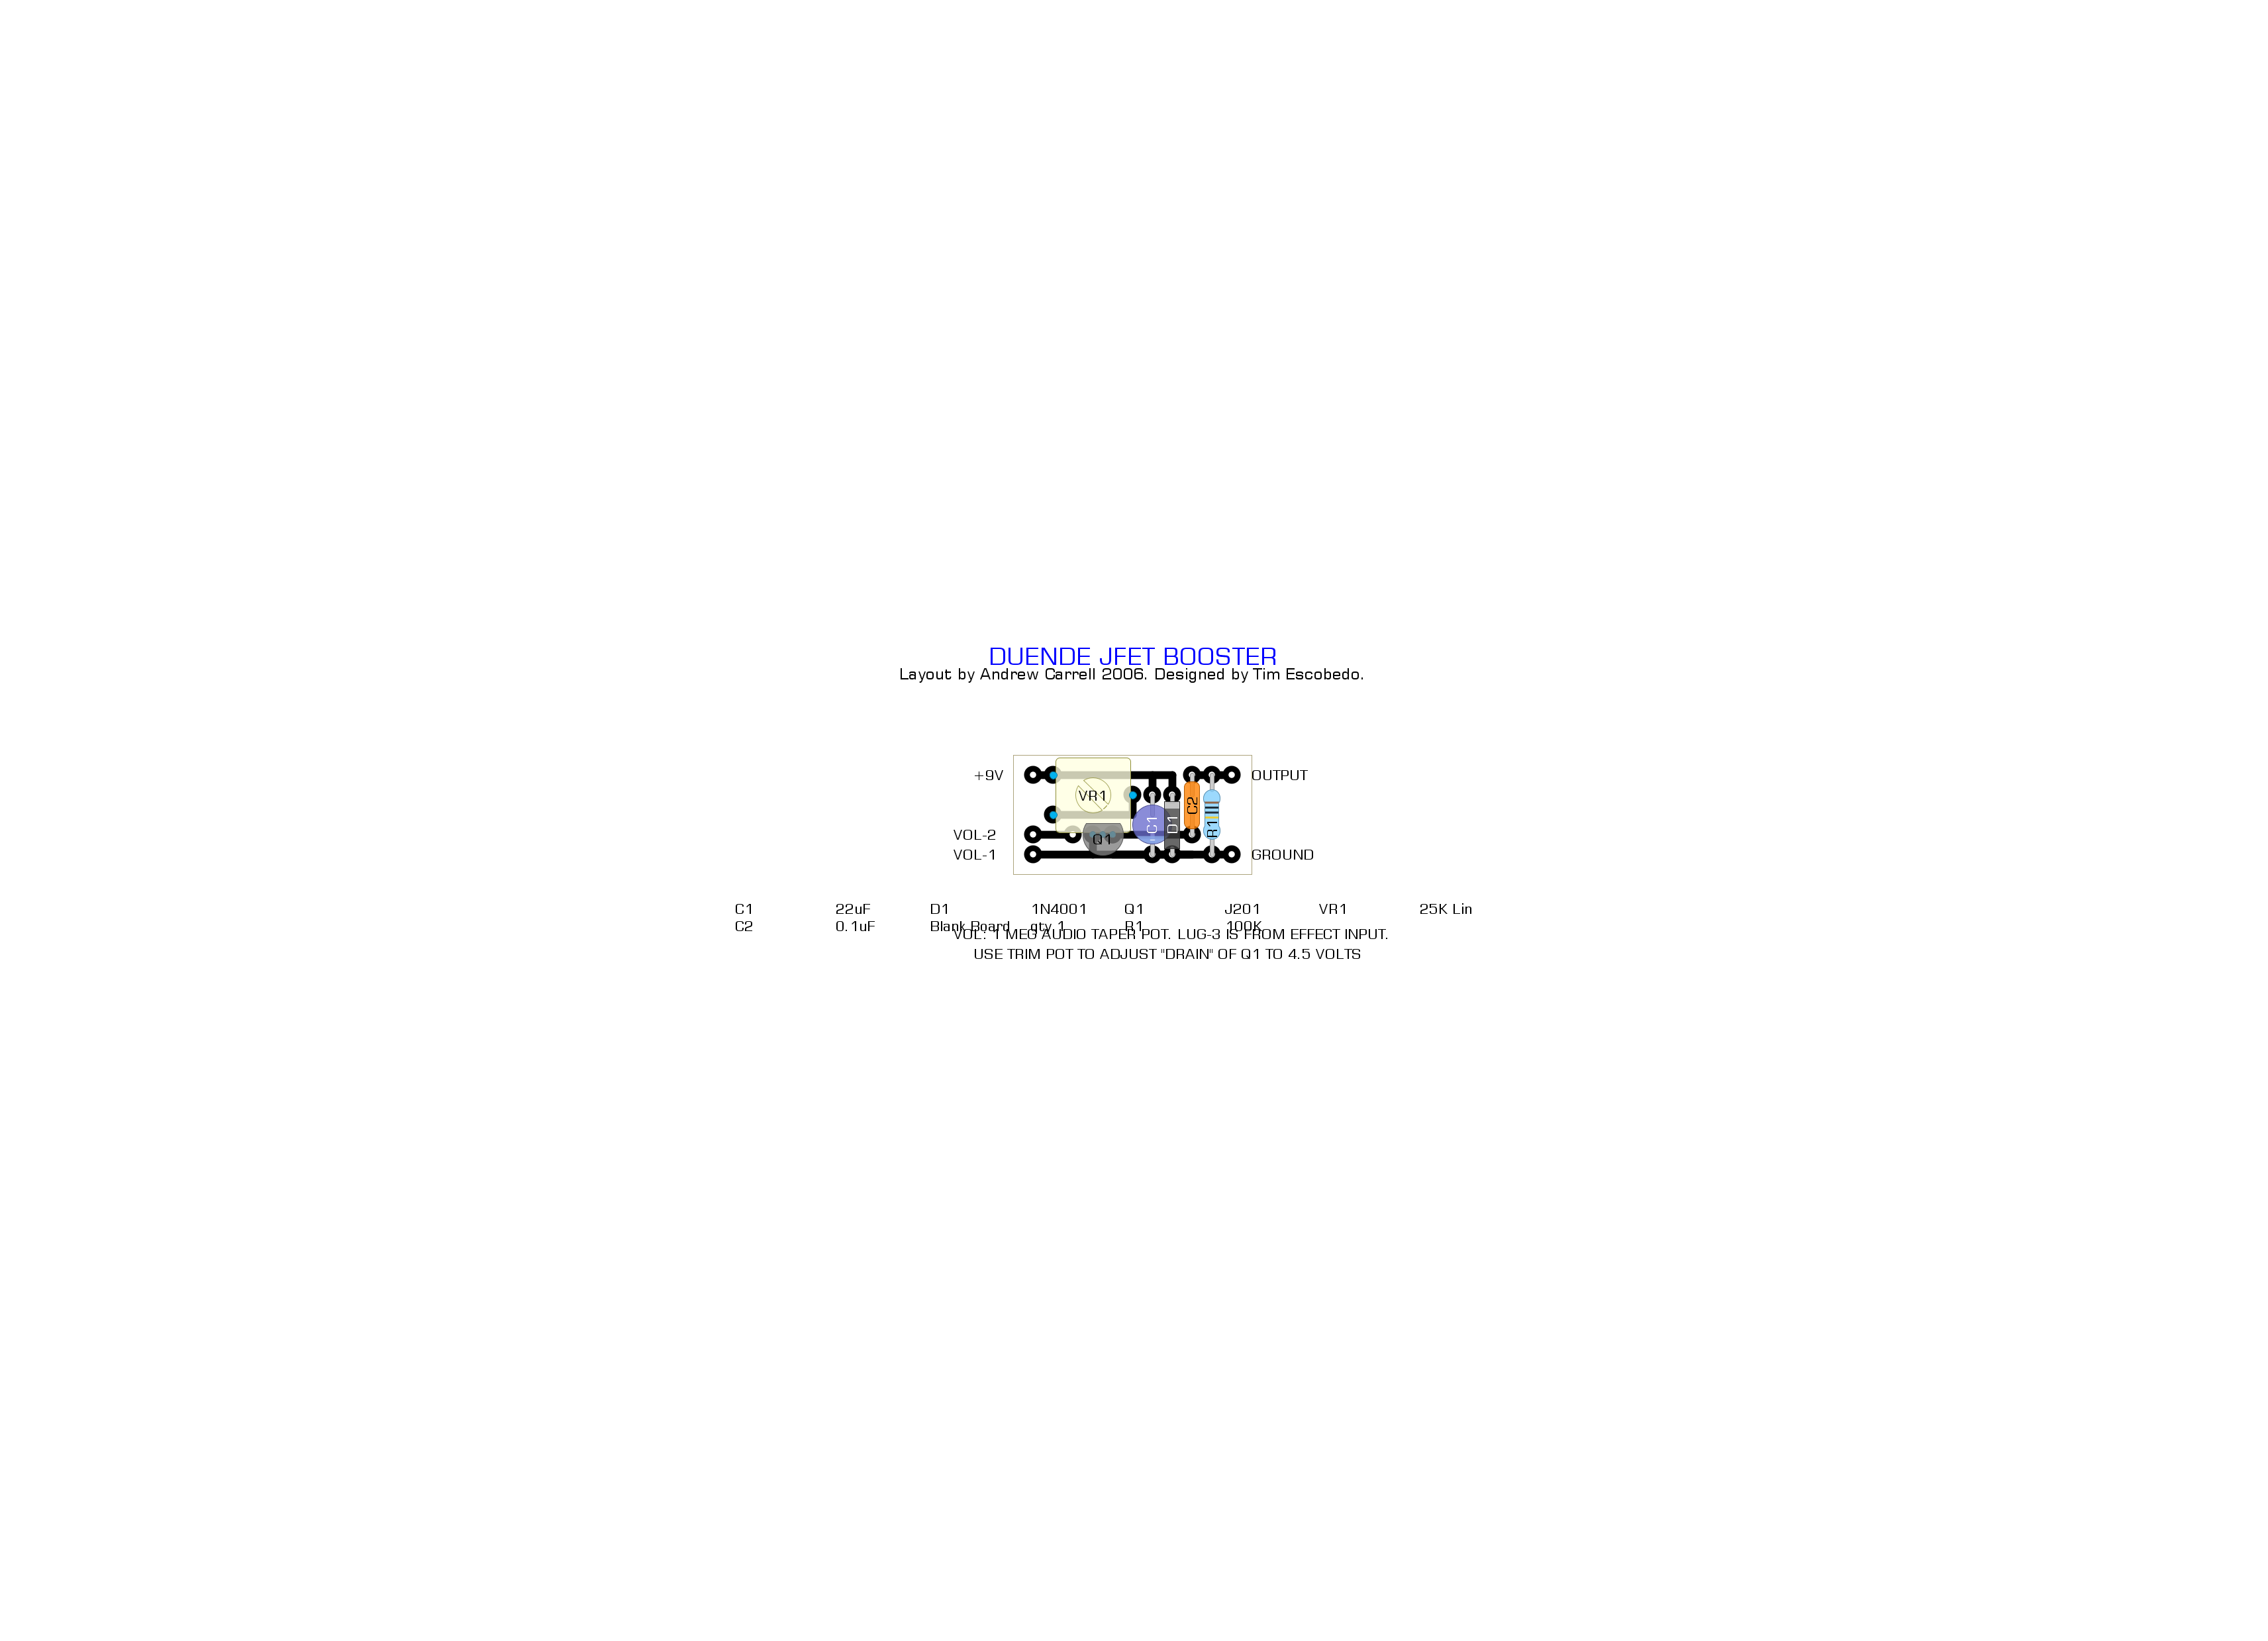 DUENDE JFET BOOSTER
Layout by Andrew Carrell 2006. Designed by Tim Escobedo.
+9V
VR1
C2
OUTPUT
C1
D1
R1
VOL-2
Q1
VOL-1
GROUND
C1 22uF D1 1N4001 Q1 J201 VR1 25K Lin
C2 0.1uF Blank Board qty 1 R1 100K
VOL: 1 MEG AUDIO TAPER POT. LUG-3 IS FROM EFFECT INPUT.
USE TRIM POT TO ADJUST "DRAIN" OF Q1 TO 4.5 VOLTS